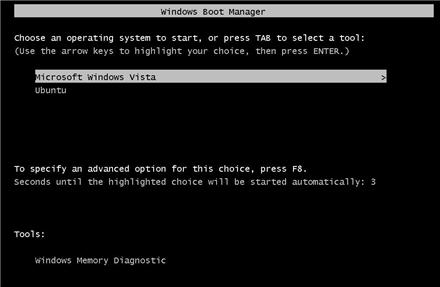 Windows Boot Manager
Choose an operating system to start, or press TAB to select a tool:
(Use the arrow keys to highlight your choice, then press ENTER.)
Microsoft Windows Vista >
Ubuntu
To specify an advanced option for this choice, press F8.
Seconds until the highlighted choice will be started automatically: 3
Tools:
Windows Memory Diagnostic